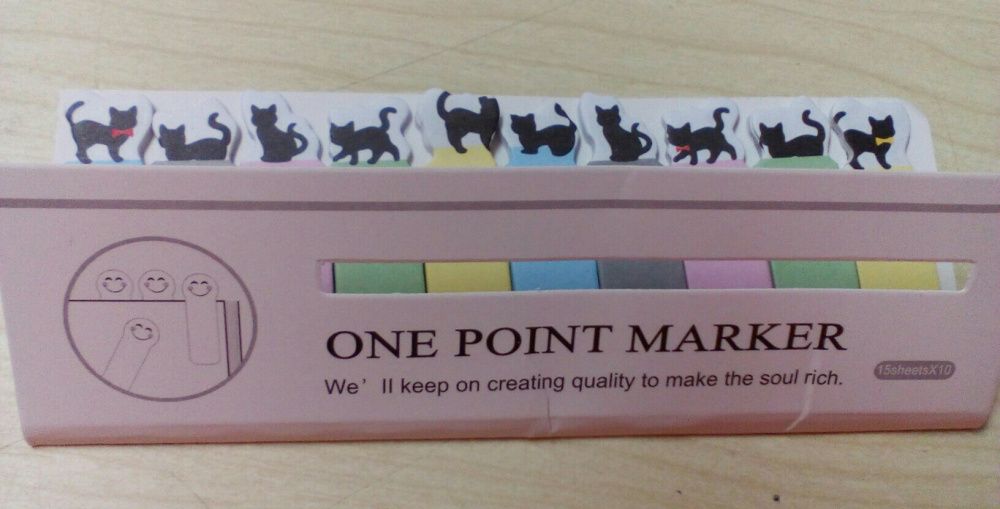 ONE POINT MARKER
We’ ll keep on creating quality to make the soul rich.
15sheetsX10